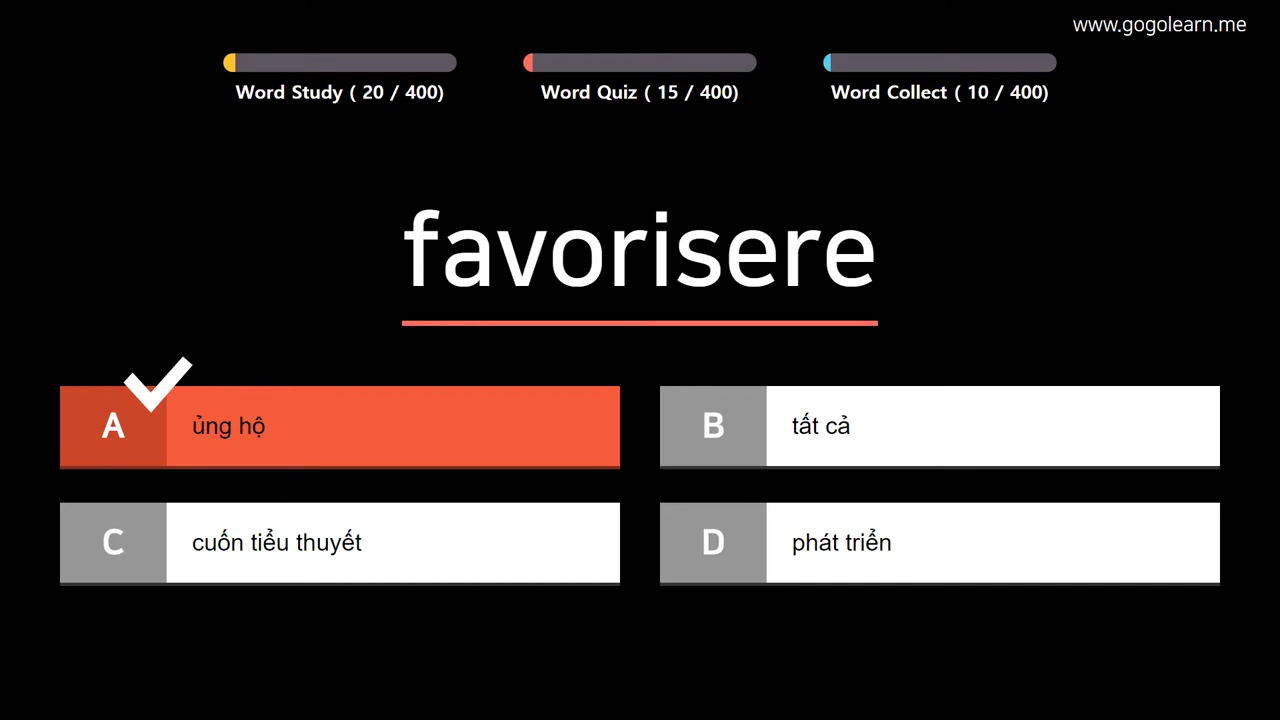 www.gogolearn.me
Word Study ( 20 / 400)
Word Quiz ( 15 / 400)
Word Collect ( 10 / 400)
favorisere
A ủng hộ
B tất cả
C cuốn tiểu thuyết
D phát triển